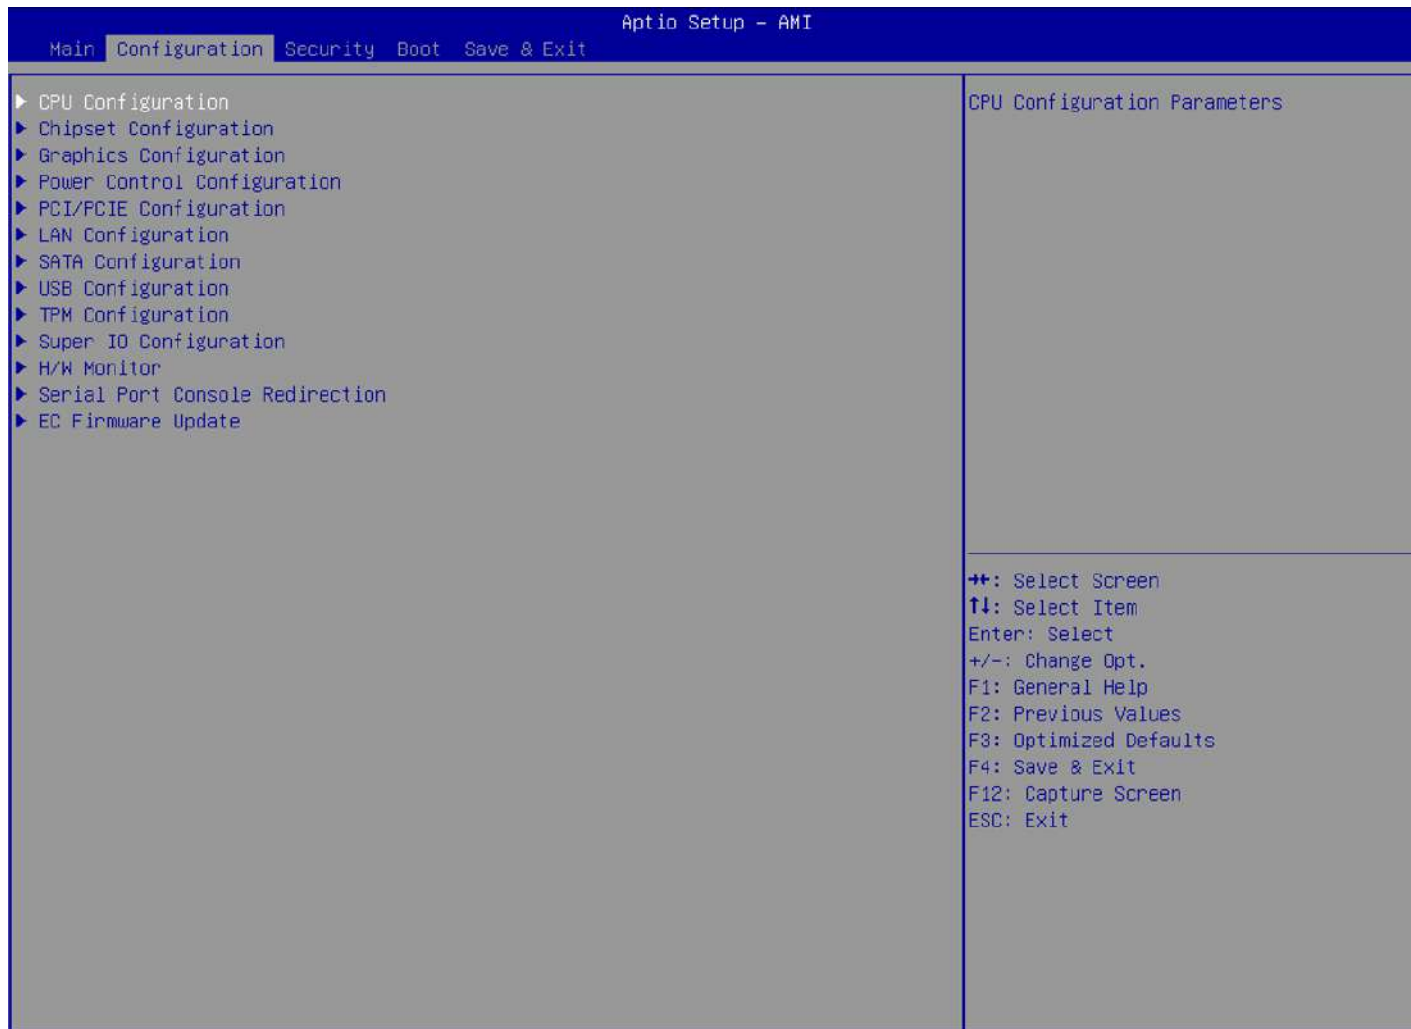 Aptio Setup – AMI
Main Configuration Security Boot Save & Exit
▶ CPU Configuration
▶ Chipset Configuration
▶ Graphics Configuration
▶ Power Control Configuration
▶ PCI/PCIE Configuration
▶ LAN Configuration
▶ SATA Configuration
▶ USB Configuration
▶ TPM Configuration
▶ Super IO Configuration
▶ H/W Monitor
▶ Serial Port Console Redirection
▶ EC Firmware Update
CPU Configuration Parameters
→←: Select Screen
↑↓: Select Item
Enter: Select
+/-: Change Opt.
F1: General Help
F2: Previous Values
F3: Optimized Defaults
F4: Save & Exit
F12: Capture Screen
ESC: Exit